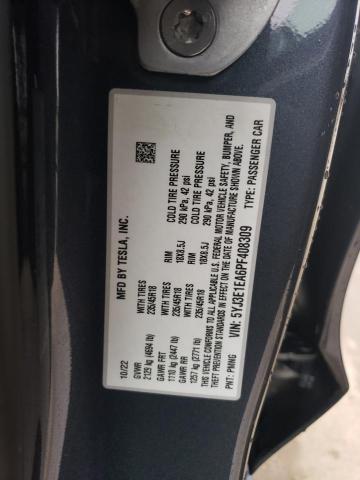 MFD BY TESLA, INC.
10/22
GVWR
2129 kg (4694 lb)
GAWR FRT WITH TIRES RIM COLD TIRE PRESSURE
1110 kg (2447 lb) 235/45R18 18X8.5J 290 kPa, 42 psi
GAWR RR WITH TIRES RIM COLD TIRE PRESSURE
1257 kg (2771 lb) 235/45R18 18X8.5J 290 kPa, 42 psi
THIS VEHICLE CONFORMS TO ALL APPLICABLE U.S. FEDERAL MOTOR VEHICLE SAFETY, BUMPER, AND
THEFT PREVENTION STANDARDS IN EFFECT ON THE DATE OF MANUFACTURE SHOWN ABOVE.
VIN: 5YJ3E1EA6PF408309 TYPE: PASSENGER CAR
PNT: PMNG